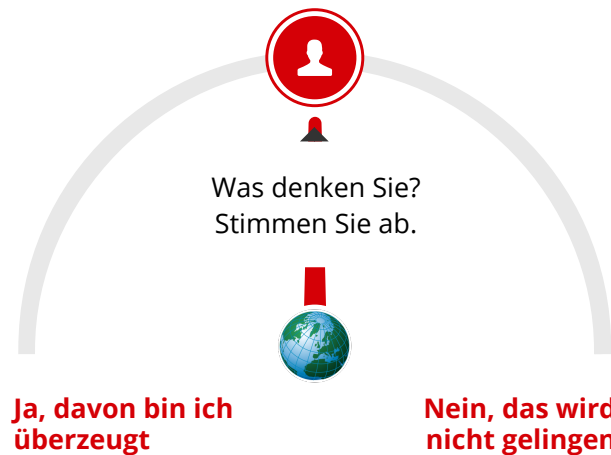 Was denken Sie?
Stimmen Sie ab.
Ja, davon bin ich
überzeugt
Nein, das wird
nicht gelingen